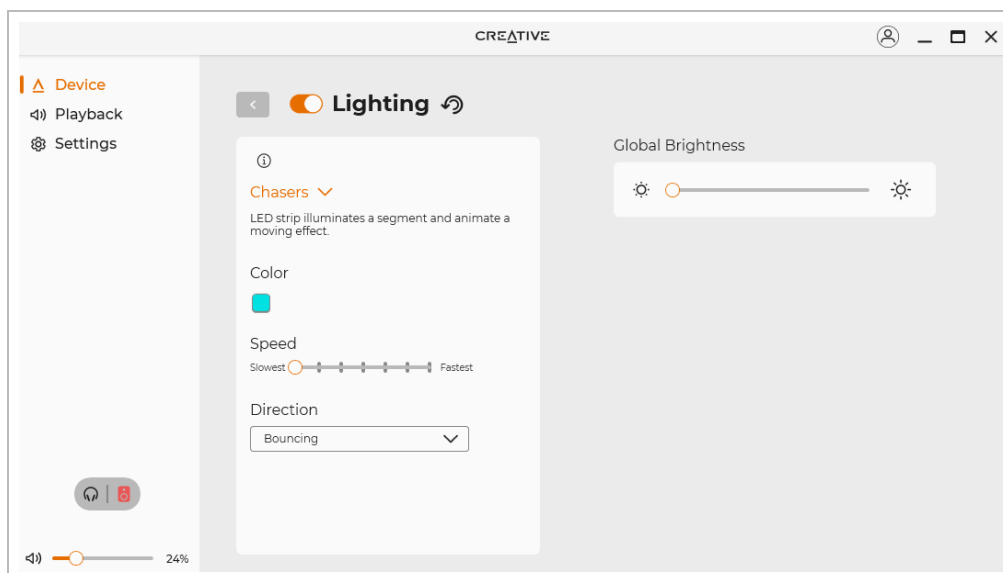 CREATIVE
Device
Playback
Settings
Lighting
Chasers
LED strip illuminates a segment and animate a
moving effect.
Color
Speed
Slowest Fastest
Direction
Bouncing
Global Brightness
24%